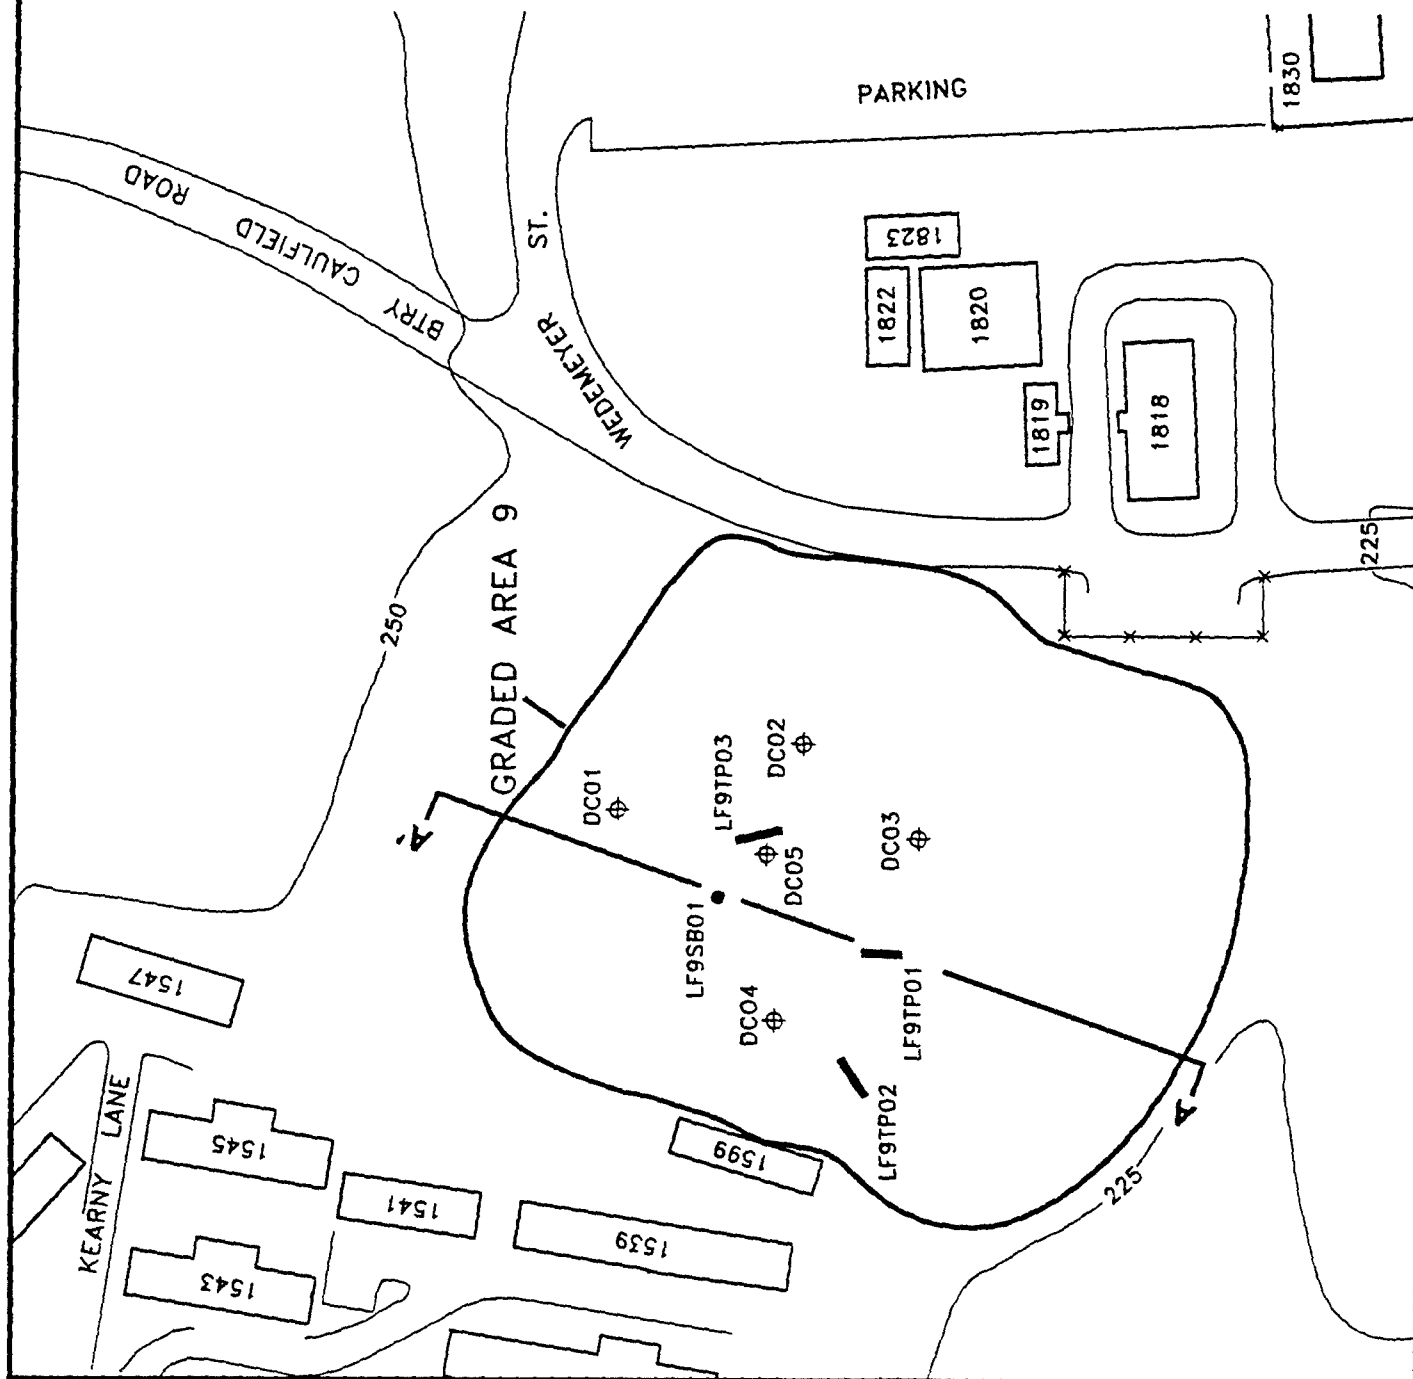 PARKING
1830
BTRY CAULFIELD ROAD
WEDEMEYER ST.
1823
1822
1820
1819
1818
225
250
GRADED AREA 9
A'
DC01
LF9TP03
DC02
DC05
DC03
LF9SB01
DC04
LF9TP01
LF9TP02
A
225
1547
KEARNY LANE
1545
1541
1543
1539
1599